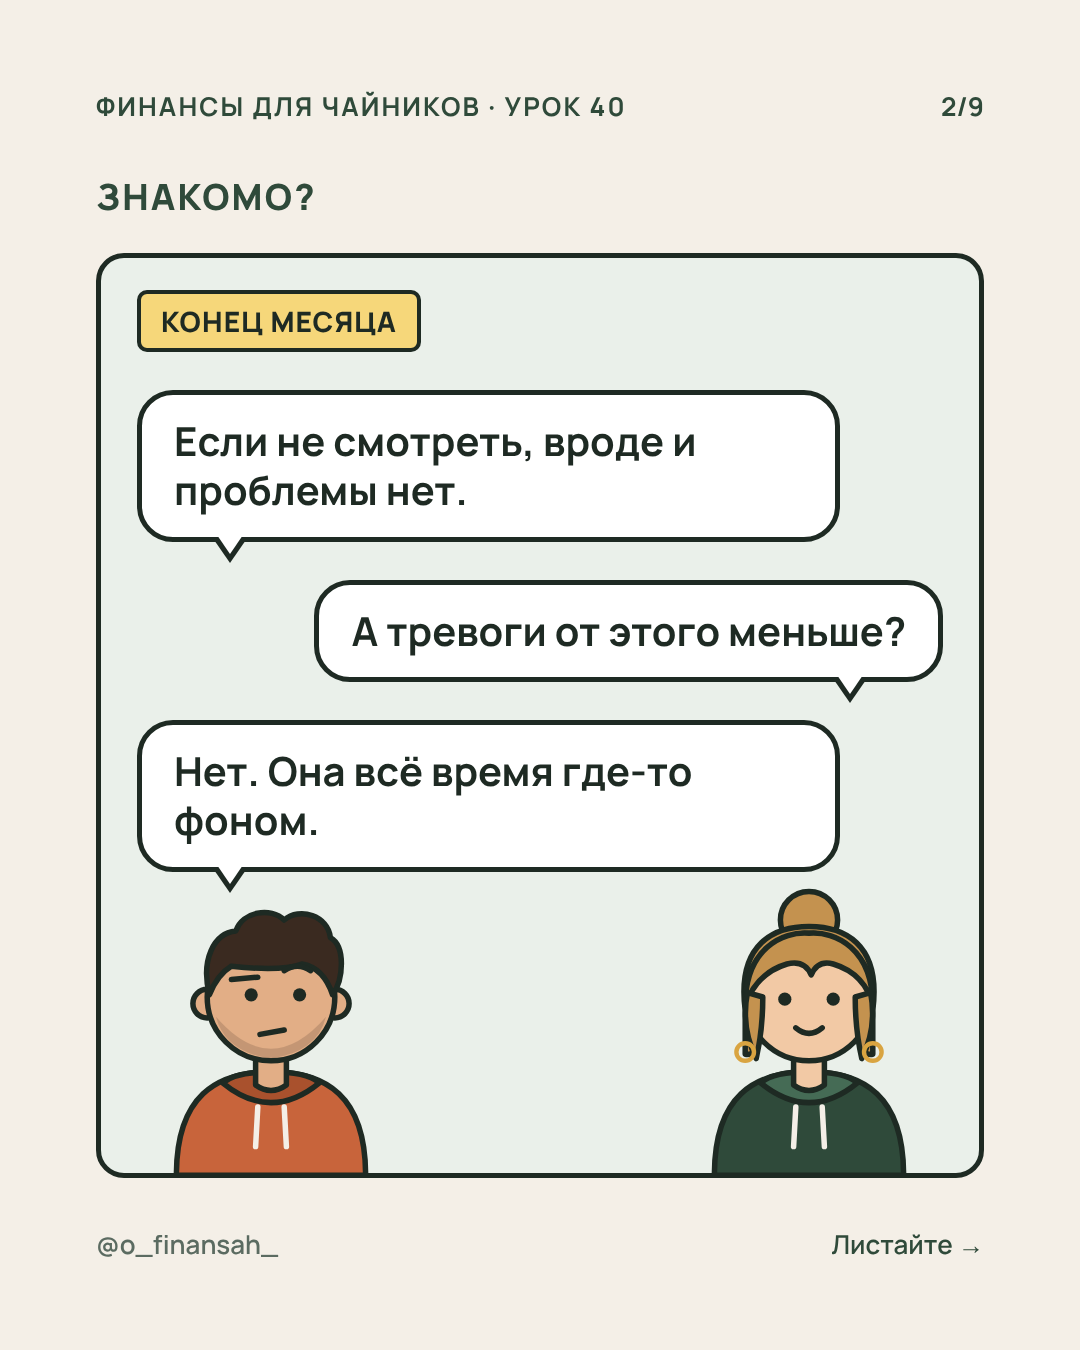 ФИНАНСЫ ДЛЯ ЧАЙНИКОВ · УРОК 40
2/9
ЗНАКОМО?
КОНЕЦ МЕСЯЦА
Если не смотреть, вроде и
проблемы нет.
А тревоги от этого меньше?
Нет. Она всё время где-то
фоном.
@o_finansah_
Листайте →